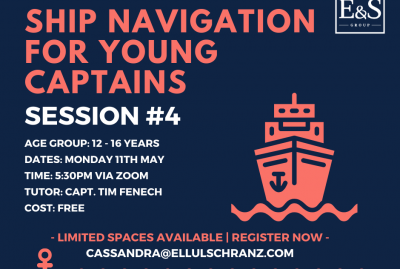 SHIP NAVIGATION
FOR YOUNG
CAPTAINS
E&S
GROUP
SESSION #4
AGE GROUP: 12 - 16 YEARS
DATES: MONDAY 11TH MAY
TIME: 5:30PM VIA ZOOM
TUTOR: CAPT. TIM FENECH
COST: FREE
- LIMITED SPACES AVAILABLE | REGISTER NOW -
CASSANDRA@ELLULSCHRANZ.COM